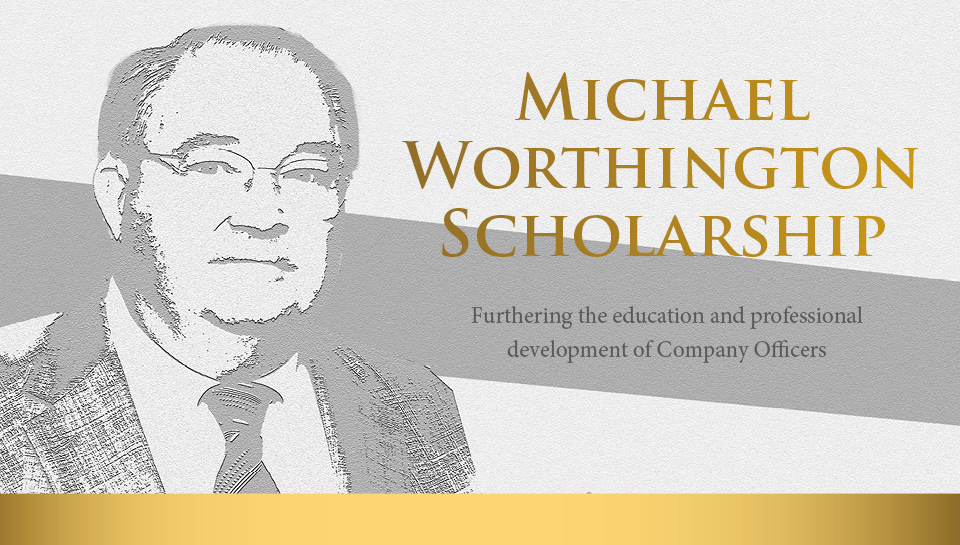 Michael
Worthington
Scholarship
Furthering the education and professional
development of Company Officers